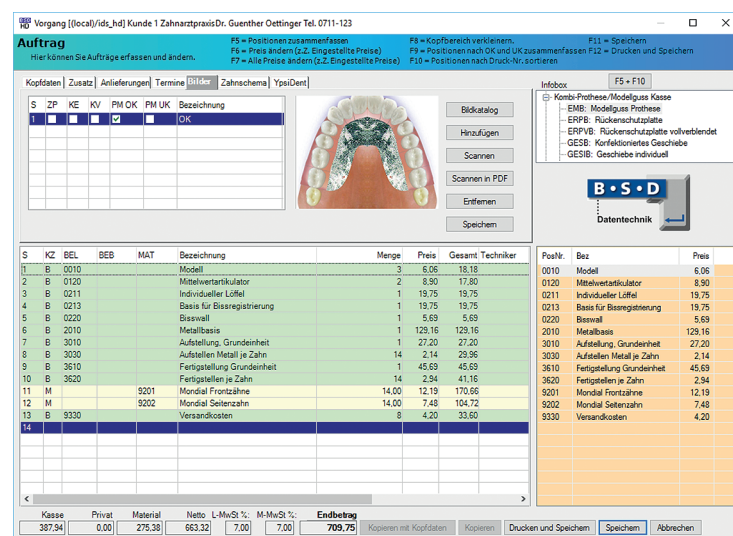 Vorgang [(local)/ids_hd] Kunde 1 ZahnarztpraxisDr. Guenther Oettinger Tel. 0711-123
Auftrag
Hier können Sie Aufträge erfassen und ändern.
F5 = Positionen zusammenfassen
F6 = Preis ändern (z.Z. Eingestellte Preise)
F7 = Alle Preise ändern (z.Z. Eingestellte Preise)
F8 = Kopfbereich verkleinern.
F9 = Positionen nach OK und UK zusammenfassen
F10 = Positionen nach Druck-Nr. sortieren
F11 = Speichern
F12 = Drucken und Speichern
Kopfdaten Zusatz Anlieferungen Termine Bilder Zahnschema YpsiDent
Infobox F5 + F10
S ZP KE KV PM OK PM UK Bezeichnung
1 OK
Bildkatalog
Hinzufügen
Scannen
Scannen in PDF
Entfernen
Speichern
Kombi-Prothese/Modellguss Kasse
EMB: Modellguss Prothese
ERPB: Rückenschutzplatte
ERPVB: Rückenschutzplatte vollverblendet
GESB: Konfektioniertes Geschiebe
GESIB: Geschiebe individuell
B·S·D
Datentechnik
S KZ BEL BEB MAT Bezeichnung Menge Preis Gesamt Techniker
1 B 0010 Modell 3 6,06 18,18
2 B 0120 Mittelwertartikulator 2 8,90 17,80
3 B 0211 Individueller Löffel 1 19,75 19,75
4 B 0213 Basis für Bissregistrierung 1 19,75 19,75
5 B 0220 Bisswall 1 5,69 5,69
6 B 2010 Metallbasis 1 129,16 129,16
7 B 3010 Aufstellung, Grundeinheit 1 27,20 27,20
8 B 3030 Aufstellen Metall je Zahn 14 2,14 29,96
9 B 3610 Fertigstellung Grundeinheit 1 45,69 45,69
10 B 3620 Fertigstellen je Zahn 14 2,94 41,16
11 M 9201 Mondial Frontzähne 14,00 12,19 170,66
12 M 9202 Mondial Seitenzahn 14,00 7,48 104,72
13 B 9330 Versandkosten 8 4,20 33,60
14
PosNr. Bez Preis
0010 Modell 6,06
0120 Mittelwertartikulator 8,90
0211 Individueller Löffel 19,75
0213 Basis für Bissregistrierung 19,75
0220 Bisswall 5,69
2010 Metallbasis 129,16
3010 Aufstellung, Grundeinheit 27,20
3030 Aufstellen Metall je Zahn 2,14
3610 Fertigstellung Grundeinheit 45,69
3620 Fertigstellen je Zahn 2,94
9201 Mondial Frontzähne 12,19
9202 Mondial Seitenzahn 7,48
9330 Versandkosten 4,20
Kasse Privat Material Netto L-MwSt %: M-MwSt %: Endbetrag
387,94 0,00 275,38 663,32 7,00 7,00 709,75
Kopieren mit Kopfdaten Kopieren Drucken und Speichern Speichern Abbrechen